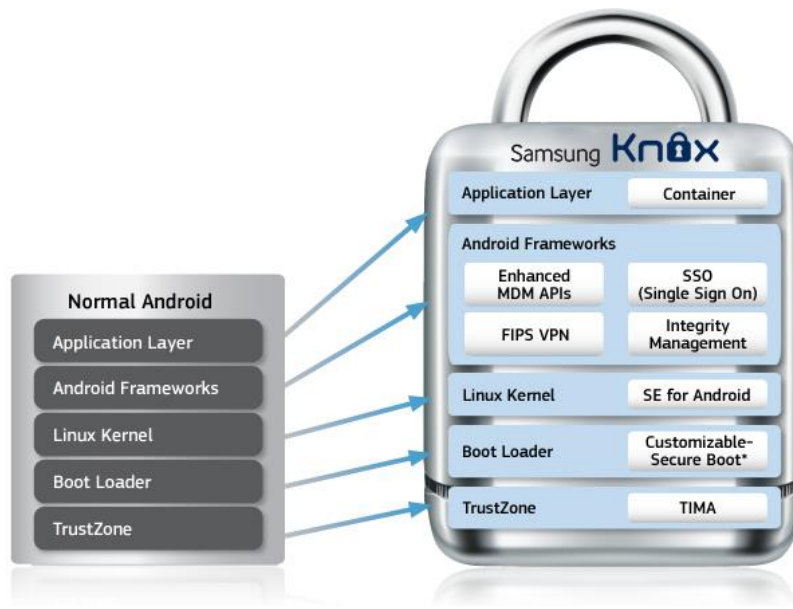 Normal Android
Application Layer
Android Frameworks
Linux Kernel
Boot Loader
TrustZone
Samsung Knox
Application Layer
Container
Android Frameworks
Enhanced
MDM APIs
SSO
(Single Sign On)
FIPS VPN
Integrity
Management
Linux Kernel
SE for Android
Boot Loader
Customizable-
Secure Boot*
TrustZone
TIMA